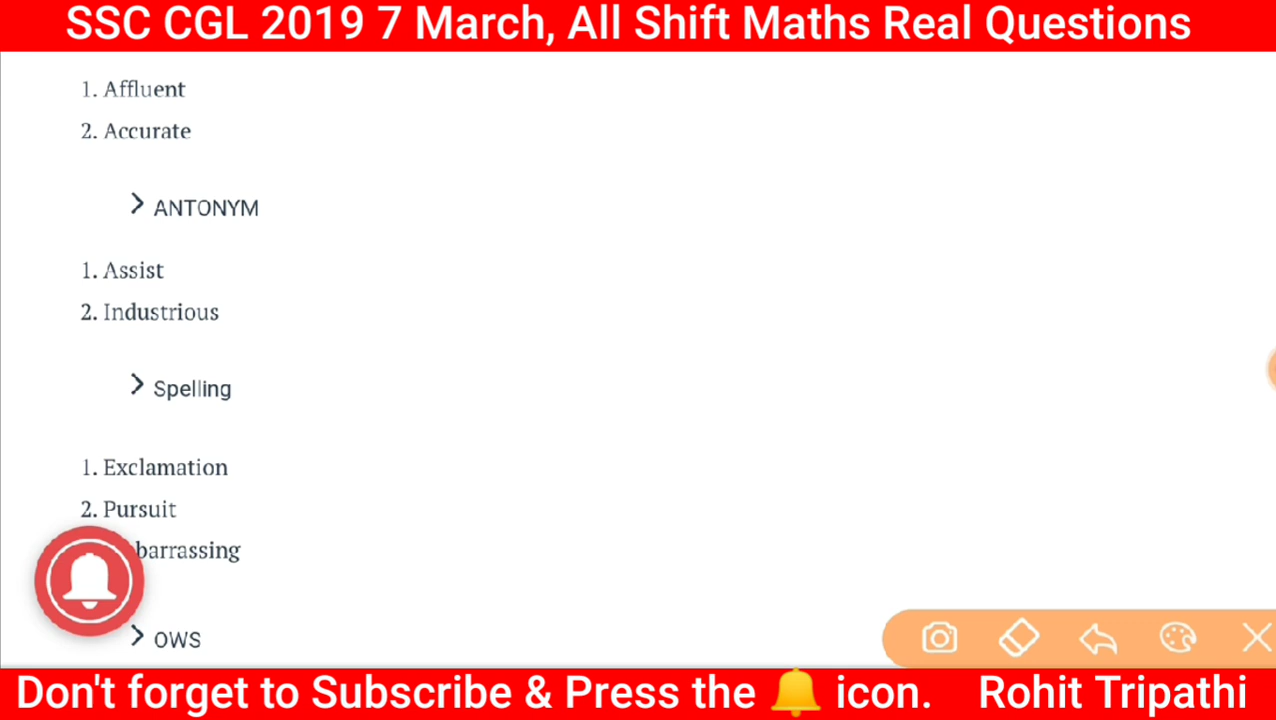 SSC CGL 2019 7 March, All Shift Maths Real Questions
1. Affluent
2. Accurate
ANTONYM
1. Assist
2. Industrious
Spelling
1. Exclamation
2. Pursuit
barrassing
OWS
Don't forget to Subscribe & Press the 🔔 icon. Rohit Tripathi